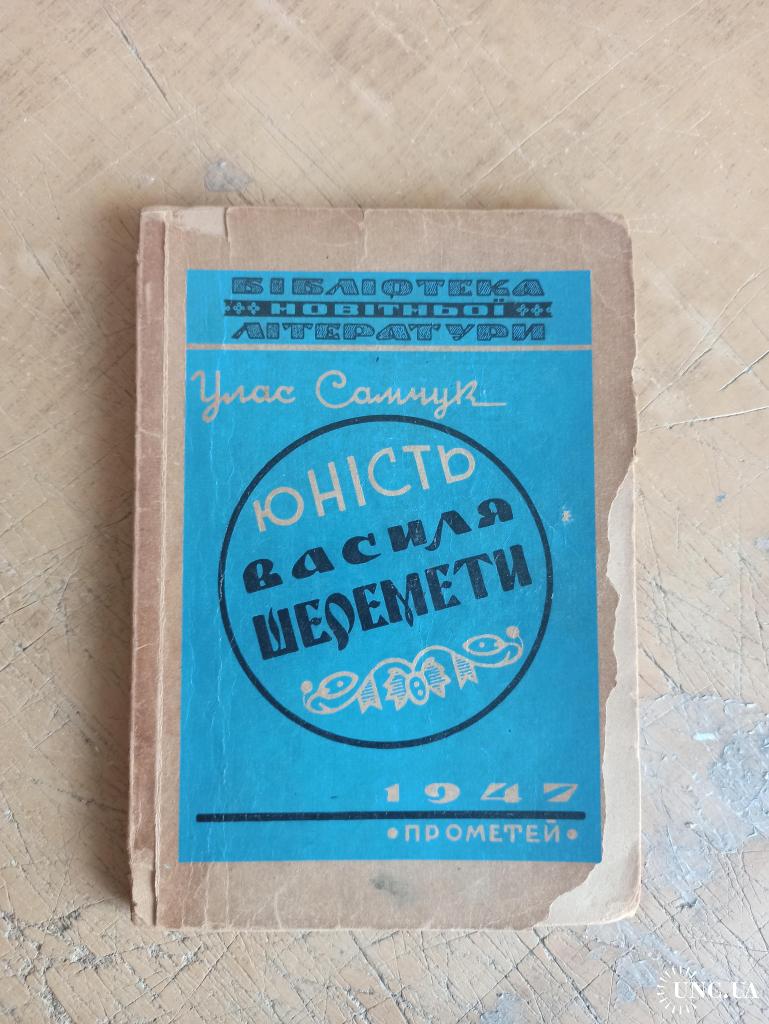 БІБЛІОТЕКА
НОВІТНЬОЇ
ЛІТЕРАТУРИ
Улас Самчук
ЮНІСТЬ
ВАСИЛЯ
ШЕРЕМЕТИ
1947
•ПРОМЕТЕЙ•
UNC.UA